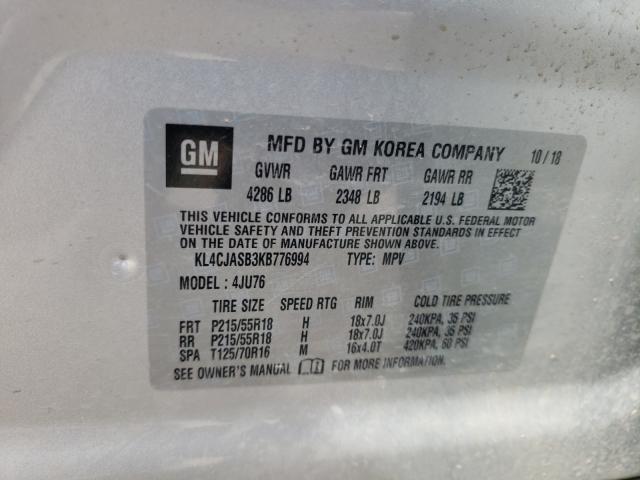 GM
MFD BY GM KOREA COMPANY 10/18
GVWR GAWR FRT GAWR RR
4286 LB 2348 LB 2194 LB
THIS VEHICLE CONFORMS TO ALL APPLICABLE U.S. FEDERAL MOTOR
VEHICLE SAFETY AND THEFT PREVENTION STANDARDS IN EFFECT
ON THE DATE OF MANUFACTURE SHOWN ABOVE.
KL4CJASB3KB776994 TYPE: MPV
MODEL: 4JU76
TIRE SIZE SPEED RTG RIM COLD TIRE PRESSURE
FRT P215/55R18 H 18x7.0J 240KPA, 35 PSI
RR P215/55R18 H 18x7.0J 240KPA, 35 PSI
SPA T125/70R16 M 16x4.0T 420KPA, 60 PSI
SEE OWNER'S MANUAL FOR MORE INFORMATION.